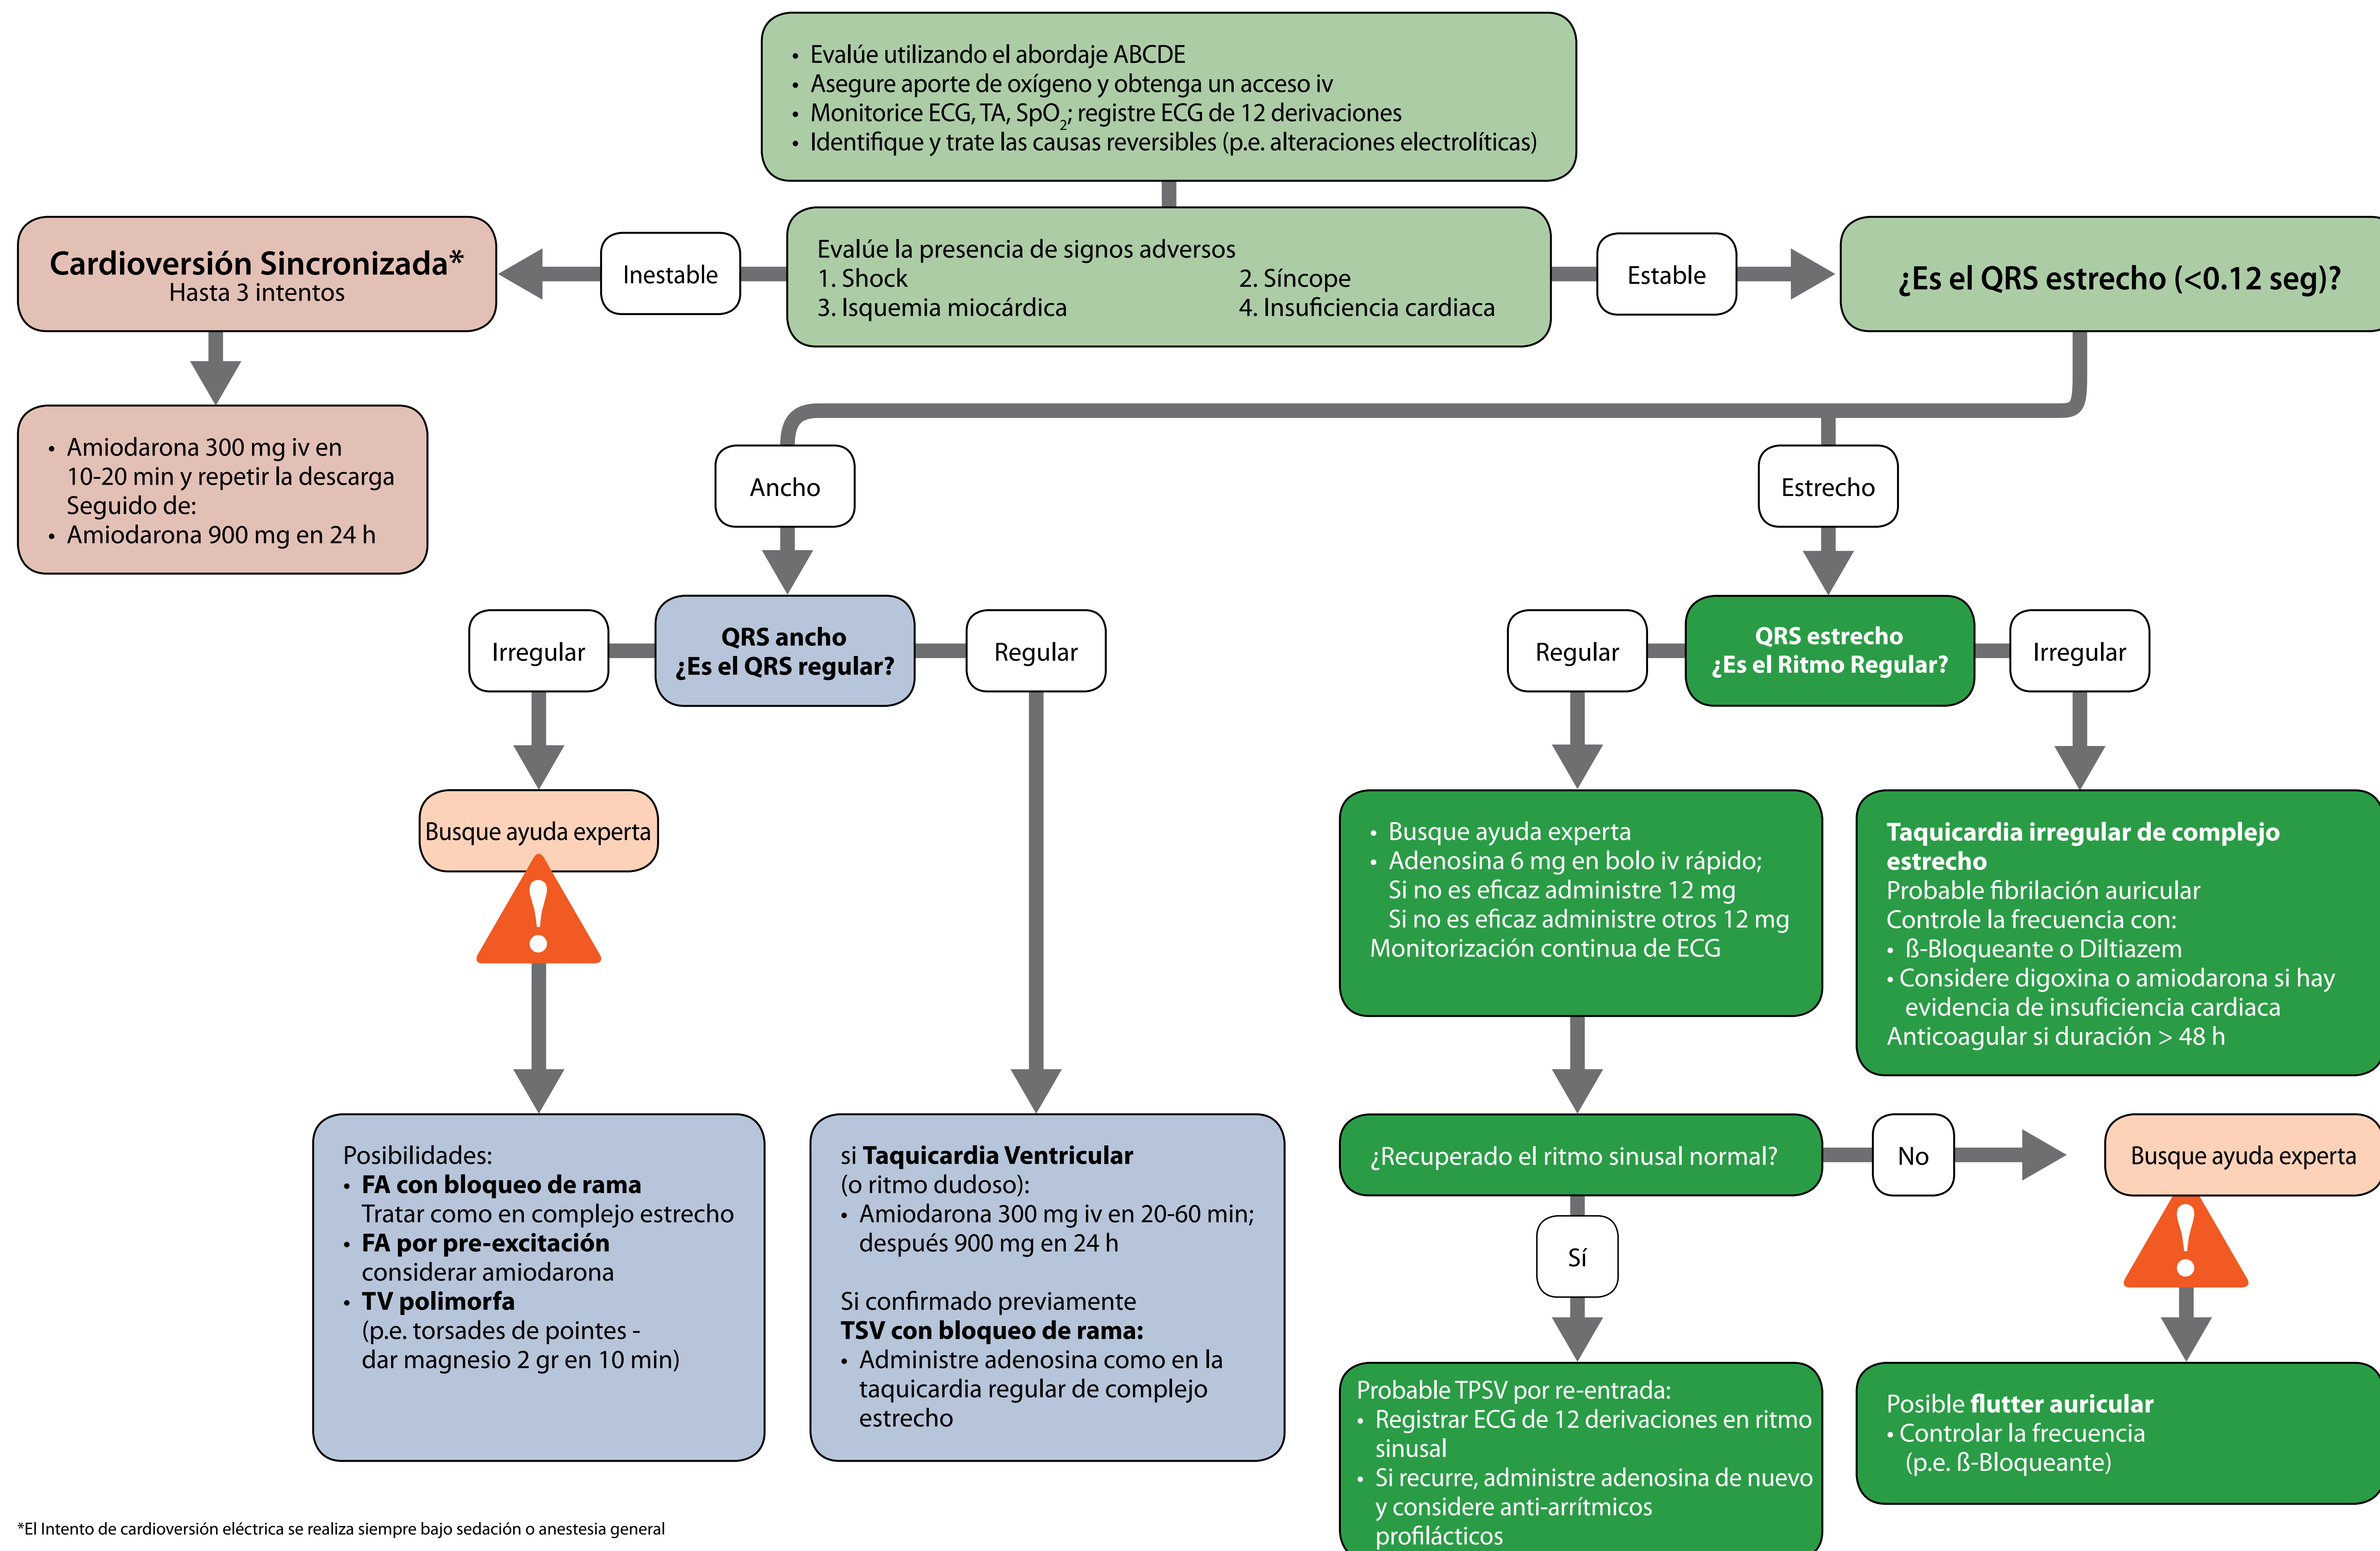 • Evalúe utilizando el abordaje ABCDE
• Asegure aporte de oxígeno y obtenga un acceso iv
• Monitorice ECG, TA, SpO2; registre ECG de 12 derivaciones
• Identifique y trate las causas reversibles (p.e. alteraciones electrolíticas)
Cardioversión Sincronizada*
Hasta 3 intentos
Inestable
Evalúe la presencia de signos adversos
1. Shock 2. Síncope
3. Isquemia miocárdica 4. Insuficiencia cardiaca
Estable
¿Es el QRS estrecho (<0.12 seg)?
• Amiodarona 300 mg iv en
10-20 min y repetir la descarga
Seguido de:
• Amiodarona 900 mg en 24 h
Ancho
Estrecho
Irregular
QRS ancho
¿Es el QRS regular?
Regular
Regular
QRS estrecho
¿Es el Ritmo Regular?
Irregular
Busque ayuda experta
!
• Busque ayuda experta
• Adenosina 6 mg en bolo iv rápido;
Si no es eficaz administre 12 mg
Si no es eficaz administre otros 12 mg
Monitorización continua de ECG
Taquicardia irregular de complejo
estrecho
Probable fibrilación auricular
Controle la frecuencia con:
• ß-Bloqueante o Diltiazem
• Considere digoxina o amiodarona si hay
evidencia de insuficiencia cardiaca
Anticoagular si duración > 48 h
Posibilidades:
• FA con bloqueo de rama
Tratar como en complejo estrecho
• FA por pre-excitación
considerar amiodarona
• TV polimorfa
(p.e. torsades de pointes -
dar magnesio 2 gr en 10 min)
si Taquicardia Ventricular
(o ritmo dudoso):
• Amiodarona 300 mg iv en 20-60 min;
después 900 mg en 24 h
Si confirmado previamente
TSV con bloqueo de rama:
• Administre adenosina como en la
taquicardia regular de complejo
estrecho
¿Recuperado el ritmo sinusal normal?
No
Busque ayuda experta
!
Sí
Probable TPSV por re-entrada:
• Registrar ECG de 12 derivaciones en ritmo
sinusal
• Si recurre, administre adenosina de nuevo
y considere anti-arrítmicos
profilácticos
Posible flutter auricular
• Controlar la frecuencia
(p.e. ß-Bloqueante)
*El Intento de cardioversión eléctrica se realiza siempre bajo sedación o anestesia general